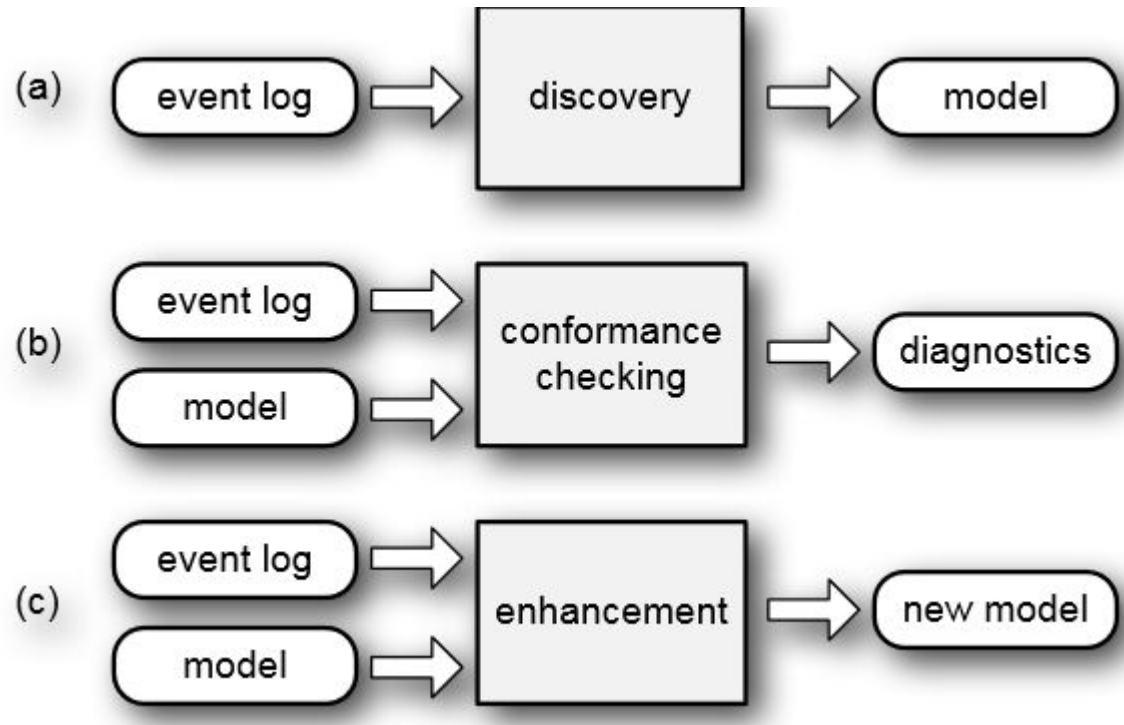 (a)
event log
discovery
model
(b)
event log
model
conformance
checking
diagnostics
(c)
event log
model
enhancement
new model